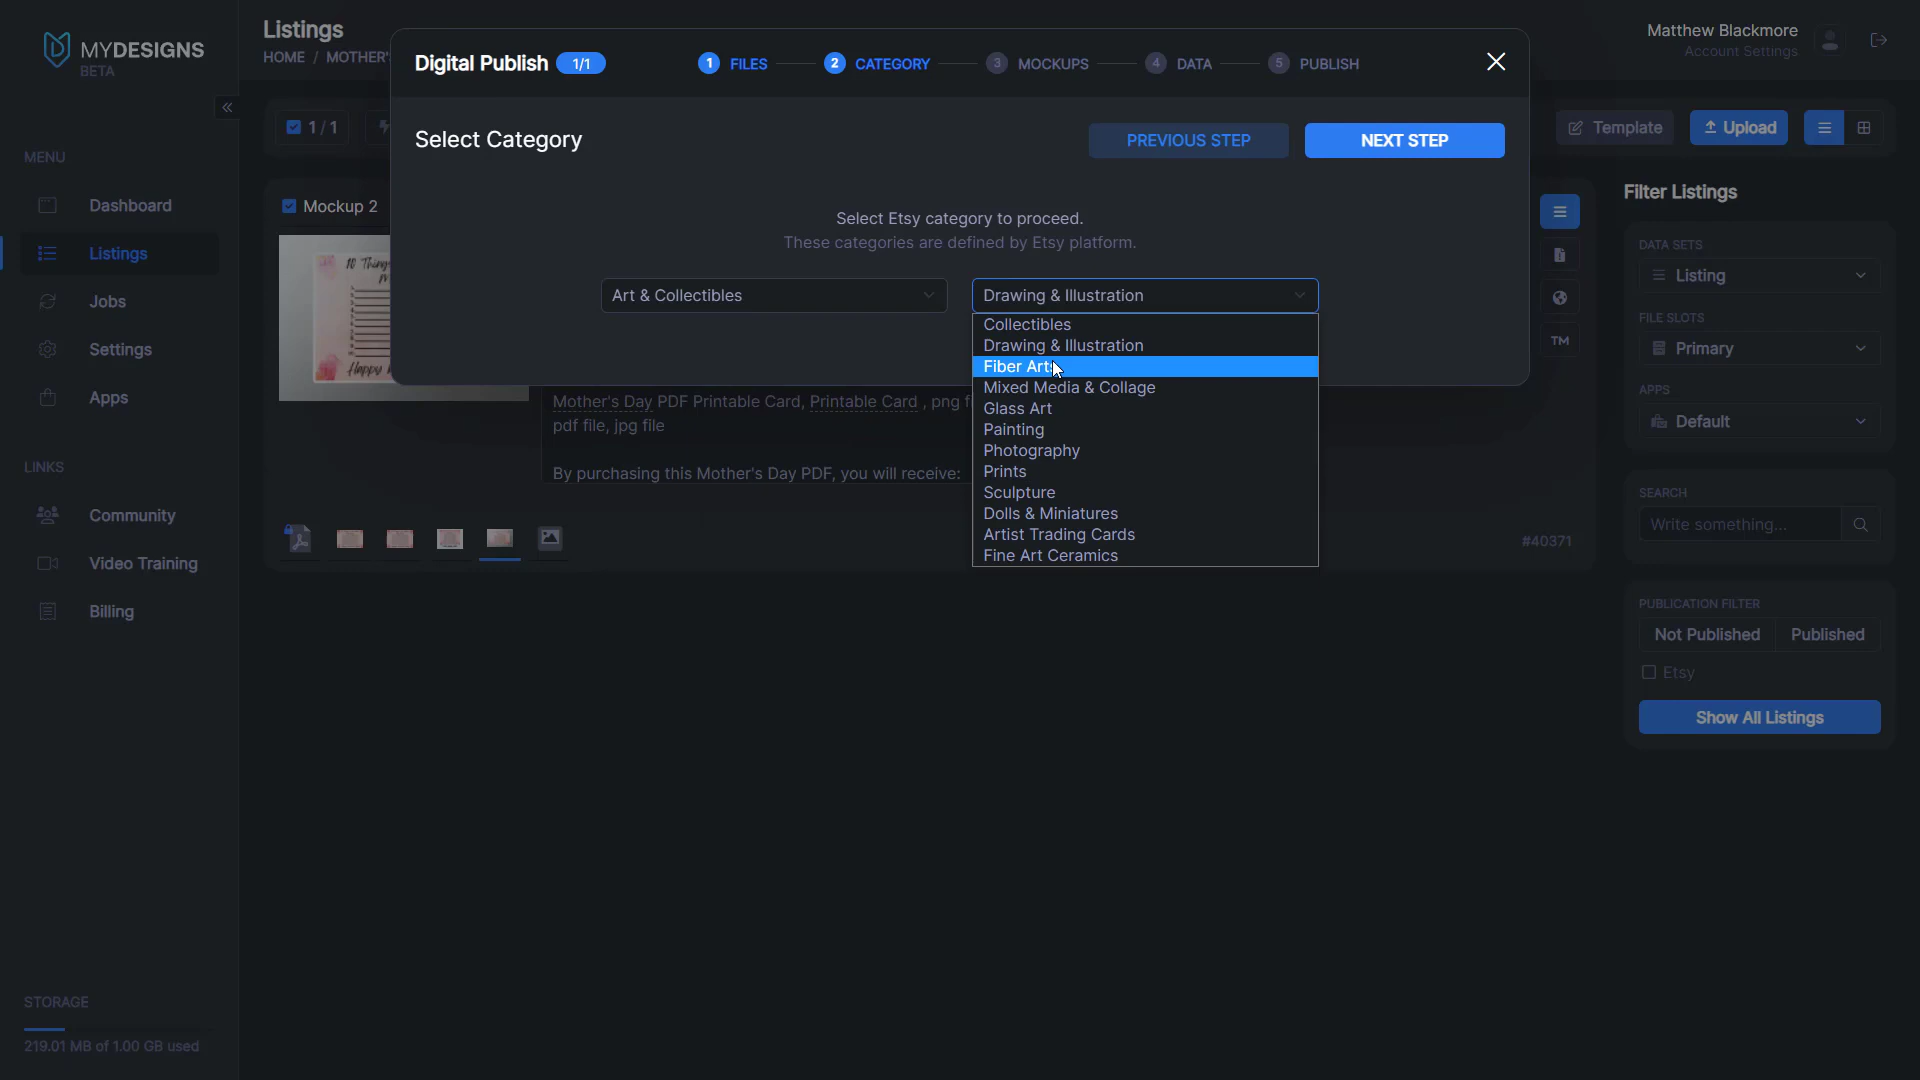 MYDESIGNS
BETA
Listings
HOME / MOTHER'
Matthew Blackmore
Account Settings
Digital Publish 1/1
1 FILES
2 CATEGORY
3 MOCKUPS
4 DATA
5 PUBLISH
1 / 1
Template
Upload
Select Category
PREVIOUS STEP
NEXT STEP
MENU
Dashboard
Listings
Jobs
Settings
Apps
LINKS
Community
Video Training
Billing
STORAGE
219.01 MB of 1.00 GB used
Mockup 2
10 Thing
Happy
Select Etsy category to proceed.
These categories are defined by Etsy platform.
Art & Collectibles
Drawing & Illustration
Collectibles
Drawing & Illustration
Fiber Arts
Mixed Media & Collage
Glass Art
Painting
Photography
Prints
Sculpture
Dolls & Miniatures
Artist Trading Cards
Fine Art Ceramics
Mother's Day PDF Printable Card, Printable Card , png f
pdf file, jpg file
By purchasing this Mother's Day PDF, you will receive:
#40371
TM
Filter Listings
DATA SETS
Listing
FILE SLOTS
Primary
APPS
Default
SEARCH
Write something...
PUBLICATION FILTER
Not Published
Published
Etsy
Show All Listings